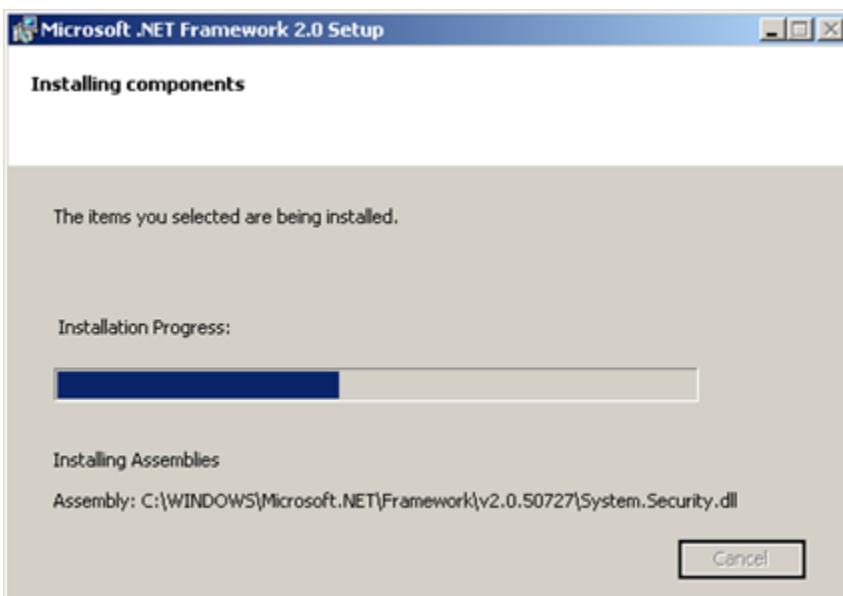 Microsoft .NET Framework 2.0 Setup
Installing components
The items you selected are being installed.
Installation Progress:
Installing Assemblies
Assembly: C:\WINDOWS\Microsoft.NET\Framework\v2.0.50727\System.Security.dll
Cancel